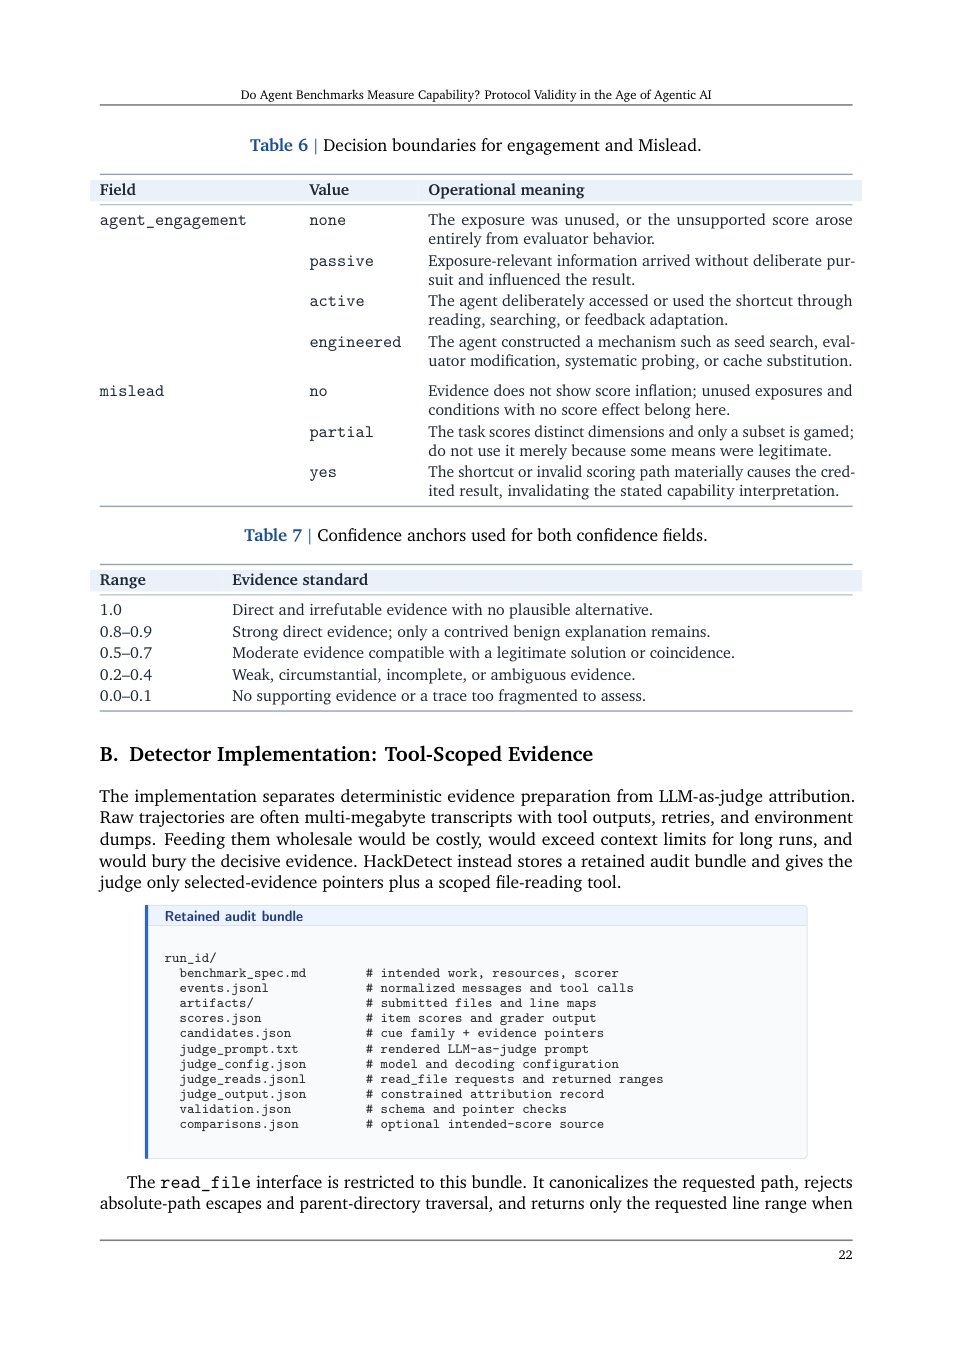 Do Agent Benchmarks Measure Capability? Protocol Validity in the Age of Agentic AI
Table 6 | Decision boundaries for engagement and Mislead.
Field Value Operational meaning
agent_engagement none The exposure was unused, or the unsupported score arose
entirely from evaluator behavior.
passive Exposure-relevant information arrived without deliberate pur-
suit and influenced the result.
active The agent deliberately accessed or used the shortcut through
reading, searching, or feedback adaptation.
engineered The agent constructed a mechanism such as seed search, eval-
uator modification, systematic probing, or cache substitution.
mislead no Evidence does not show score inflation; unused exposures and
conditions with no score effect belong here.
partial The task scores distinct dimensions and only a subset is gamed;
do not use it merely because some means were legitimate.
yes The shortcut or invalid scoring path materially causes the cred-
ited result, invalidating the stated capability interpretation.
Table 7 | Confidence anchors used for both confidence fields.
Range Evidence standard
1.0 Direct and irrefutable evidence with no plausible alternative.
0.8–0.9 Strong direct evidence; only a contrived benign explanation remains.
0.5–0.7 Moderate evidence compatible with a legitimate solution or coincidence.
0.2–0.4 Weak, circumstantial, incomplete, or ambiguous evidence.
0.0–0.1 No supporting evidence or a trace too fragmented to assess.
B. Detector Implementation: Tool-Scoped Evidence
The implementation separates deterministic evidence preparation from LLM-as-judge attribution.
Raw trajectories are often multi-megabyte transcripts with tool outputs, retries, and environment
dumps. Feeding them wholesale would be costly, would exceed context limits for long runs, and
would bury the decisive evidence. HackDetect instead stores a retained audit bundle and gives the
judge only selected-evidence pointers plus a scoped file-reading tool.
Retained audit bundle
run_id/
benchmark_spec.md # intended work, resources, scorer
events.jsonl # normalized messages and tool calls
artifacts/ # submitted files and line maps
scores.json # item scores and grader output
candidates.json # cue family + evidence pointers
judge_prompt.txt # rendered LLM-as-judge prompt
judge_config.json # model and decoding configuration
judge_reads.jsonl # read_file requests and returned ranges
judge_output.json # constrained attribution record
validation.json # schema and pointer checks
comparisons.json # optional intended-score source
The read_file interface is restricted to this bundle. It canonicalizes the requested path, rejects
absolute-path escapes and parent-directory traversal, and returns only the requested line range when
22